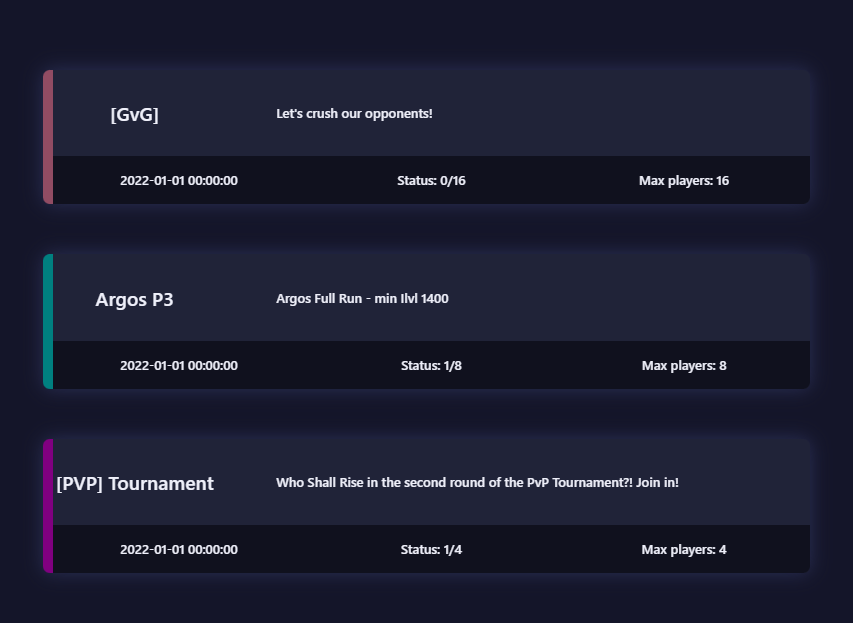 [GvG] Let's crush our opponents!
2022-01-01 00:00:00 Status: 0/16 Max players: 16
Argos P3 Argos Full Run - min Ilvl 1400
2022-01-01 00:00:00 Status: 1/8 Max players: 8
[PVP] Tournament Who Shall Rise in the second round of the PvP Tournament?! Join in!
2022-01-01 00:00:00 Status: 1/4 Max players: 4